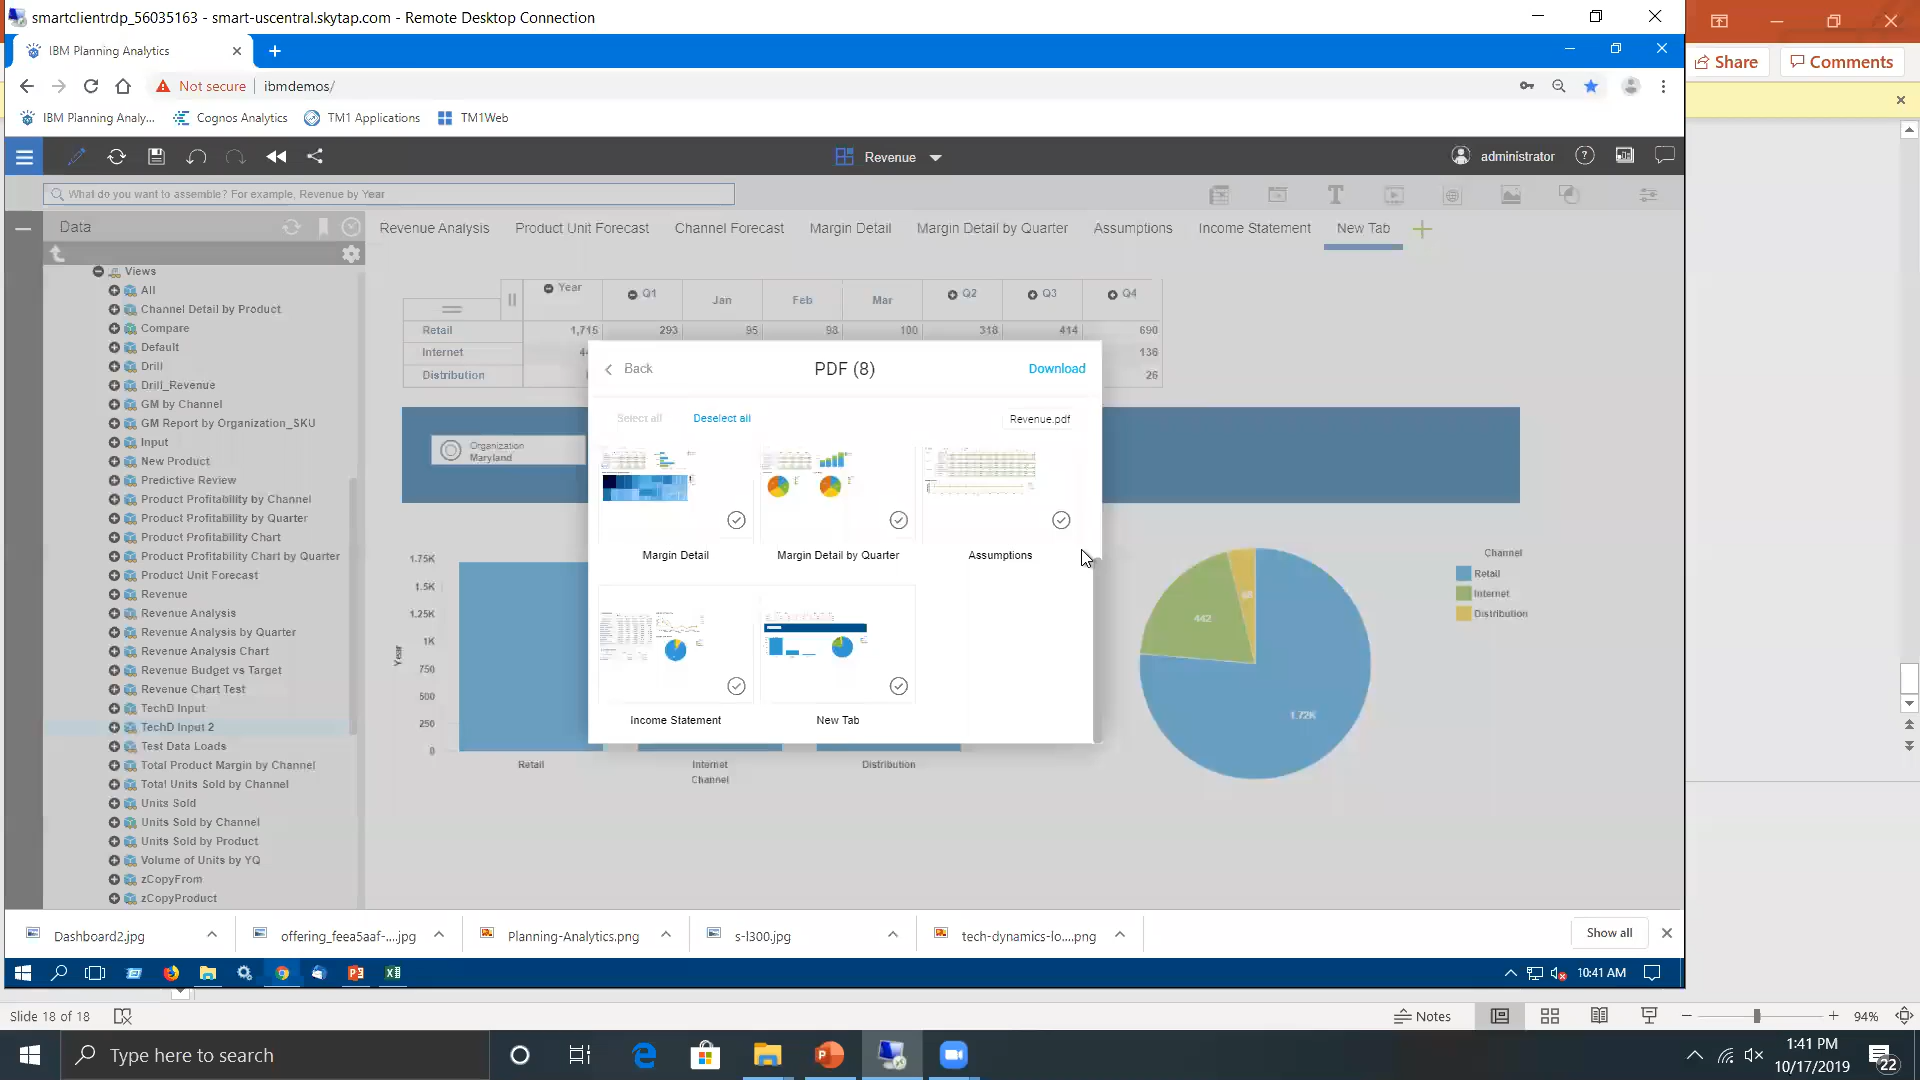 smartclientrdp_56035163 - smart-uscentral.skytap.com - Remote Desktop Connection
IBM Planning Analytics
Share
Comments
Not secure
ibmdemos/
IBM Planning Analy...
Cognos Analytics
TM1 Applications
TM1Web
Revenue
administrator
What do you want to assemble? For example, Revenue by Year
Data
Revenue Analysis
Product Unit Forecast
Channel Forecast
Margin Detail
Margin Detail by Quarter
Assumptions
Income Statement
New Tab
Views
All
Channel Detail by Product
Compare
Default
Drill
Drill_Revenue
GM by Channel
GM Report by Organization_SKU
Input
New Product
Predictive Review
Product Profitability by Channel
Product Profitability by Quarter
Product Profitability Chart
Product Profitability Chart by Quarter
Product Unit Forecast
Revenue
Revenue Analysis
Revenue Analysis by Quarter
Revenue Analysis Chart
Revenue Budget vs Target
Revenue Chart Test
TechD Input
TechD Input 2
Test Data Loads
Total Product Margin by Channel
Total Units Sold by Channel
Units Sold
Units Sold by Channel
Units Sold by Product
Volume of Units by YQ
zCopyFrom
zCopyProduct
Year Q1 Jan Feb Mar Q2 Q3 Q4
Retail 1,715 293 95 98 100 318 414 690
Internet 136
Distribution 26
Organization
Maryland
Back
PDF (8)
Download
Select all
Deselect all
Revenue.pdf
Margin Detail
Margin Detail by Quarter
Assumptions
Income Statement
New Tab
1.75K
1.5K
1.25K
1K
750
500
250
0
Year
Retail
Internet
Distribution
Channel
442
1.72K
Channel
Retail
Internet
Distribution
Dashboard2.jpg
offering_feea5aaf-....jpg
Planning-Analytics.png
s-l300.jpg
tech-dynamics-lo....png
Show all
10:41 AM
Slide 18 of 18
Notes
94%
Type here to search
1:41 PM
10/17/2019
22